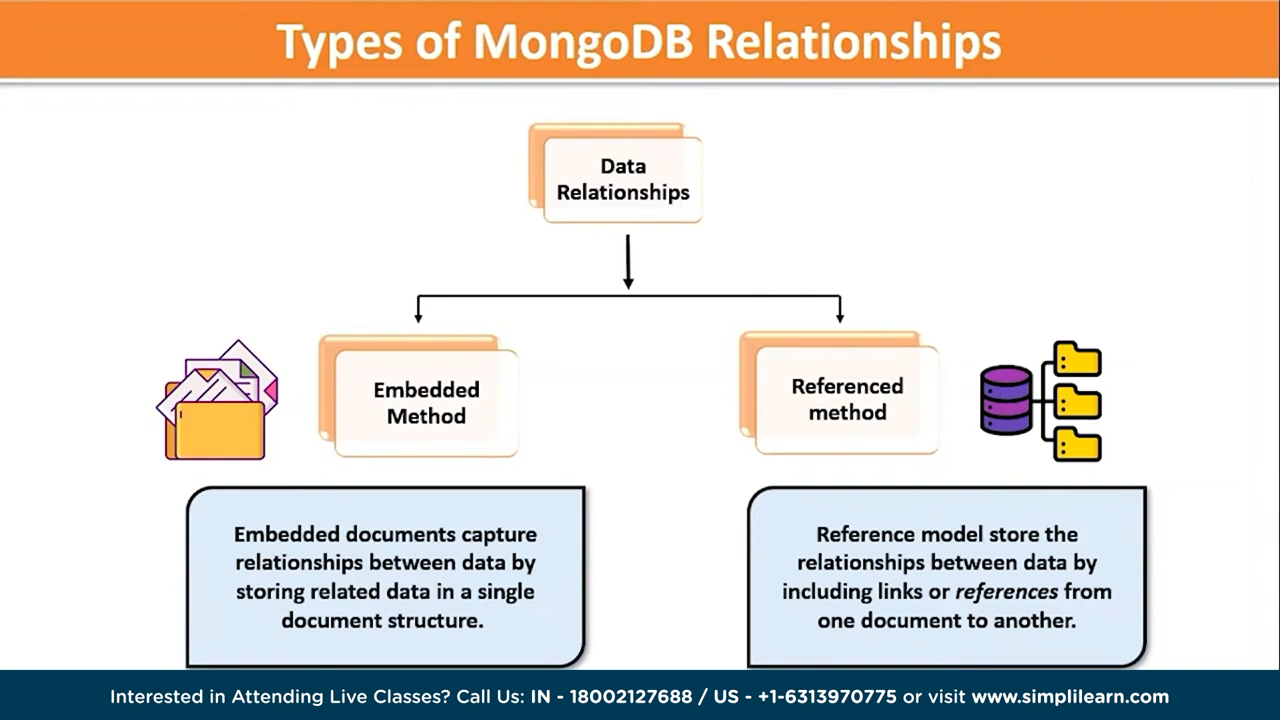 Types of MongoDB Relationships
Data
Relationships
Embedded
Method
Referenced
method
Embedded documents capture
relationships between data by
storing related data in a single
document structure.
Reference model store the
relationships between data by
including links or references from
one document to another.
Interested in Attending Live Classes? Call Us: IN - 18002127688 / US - +1-6313970775 or visit www.simplilearn.com